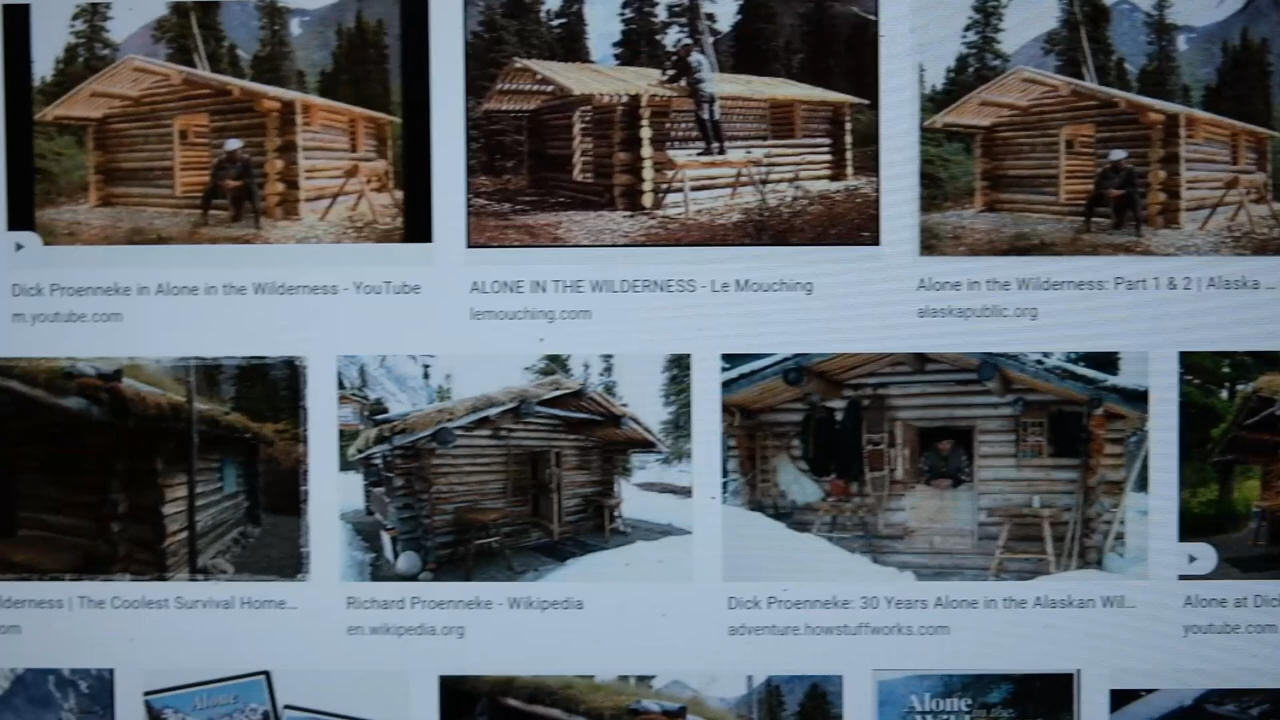 Dick Proenneke in Alone in the Wilderness - YouTube
m.youtube.com
ALONE IN THE WILDERNESS - Le Mouching
lemouching.com
Alone in the Wilderness: Part 1 & 2 | Alaska ...
alaskapublic.org
lderness | The Coolest Survival Home...
om
Richard Proenneke - Wikipedia
en.wikipedia.org
Dick Proenneke: 30 Years Alone in the Alaskan Wil...
adventure.howstuffworks.com
Alone at Dic
youtube.com
Alone
Alone in the